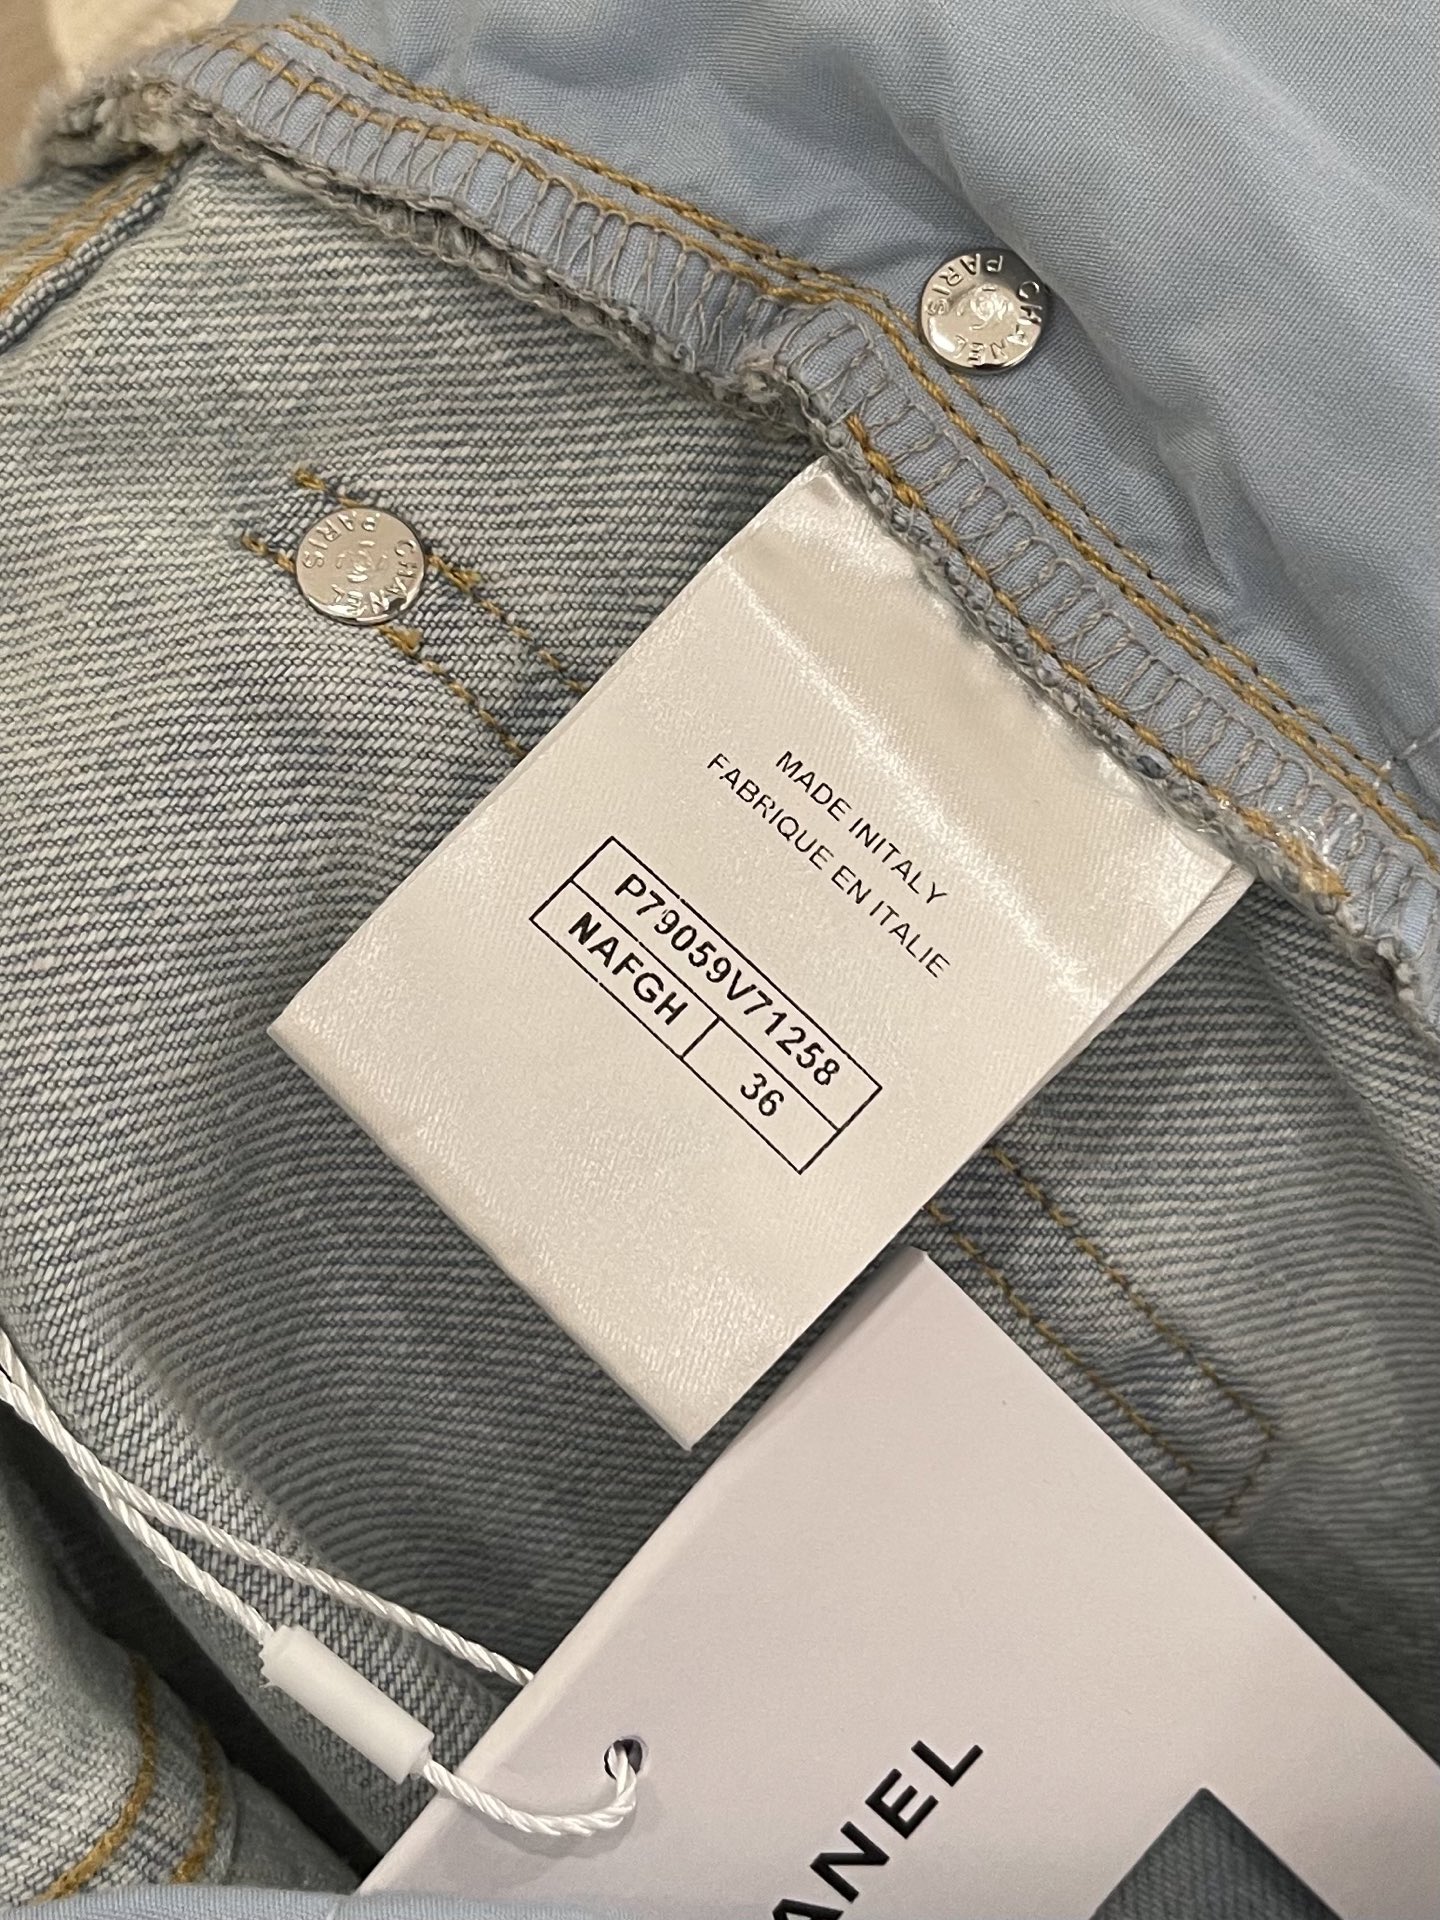 CHANEL
PARIS
CHANEL
PARIS
MADE INITALY
FABRIQUE EN ITALIE
P79059V71258
NAFGH 36
ANEL